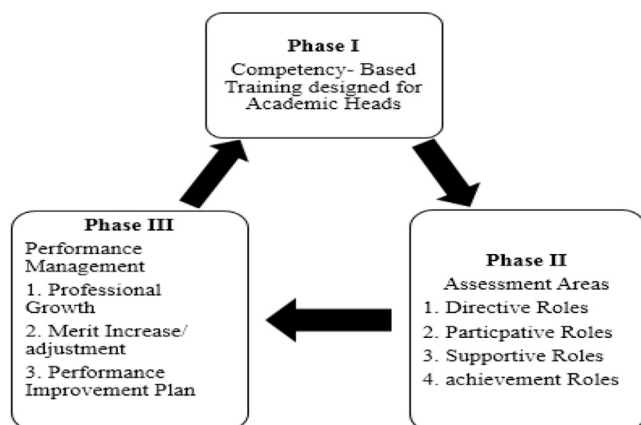 Phase I
Competency- Based
Training designed for
Academic Heads
Phase III
Performance
Management
1. Professional
Growth
2. Merit Increase/
adjustment
3. Performance
Improvement Plan
Phase II
Assessment Areas
1. Directive Roles
2. Particpative Roles
3. Supportive Roles
4. achievement Roles